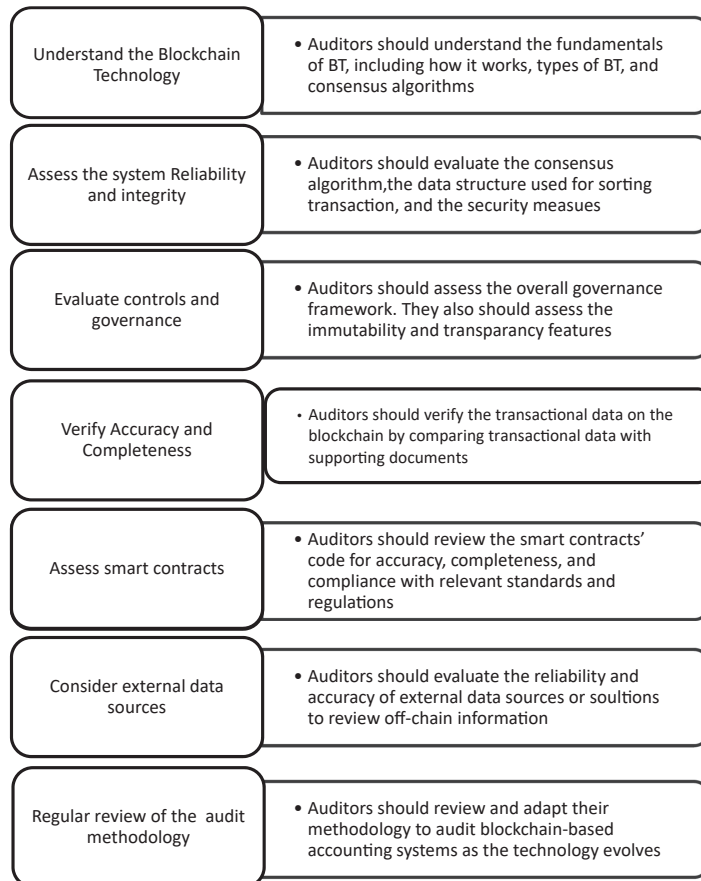 Understand the Blockchain
Technology
• Auditors should understand the fundamentals
of BT, including how it works, types of BT, and
consensus algorithms
Assess the system Reliability
and integrity
• Auditors should evaluate the consensus
algorithm,the data structure used for sorting
transaction, and the security measues
Evaluate controls and
governance
• Auditors should assess the overall governance
framework. They also should assess the
immutability and transparancy features
Verify Accuracy and
Completeness
• Auditors should verify the transactional data on the
blockchain by comparing transactional data with
supporting documents
Assess smart contracts
• Auditors should review the smart contracts’
code for accuracy, completeness, and
compliance with relevant standards and
regulations
Consider external data
sources
• Auditors should evaluate the reliability and
accuracy of external data sources or soultions
to review off-chain information
Regular review of the audit
methodology
• Auditors should review and adapt their
methodology to audit blockchain-based
accounting systems as the technology evolves